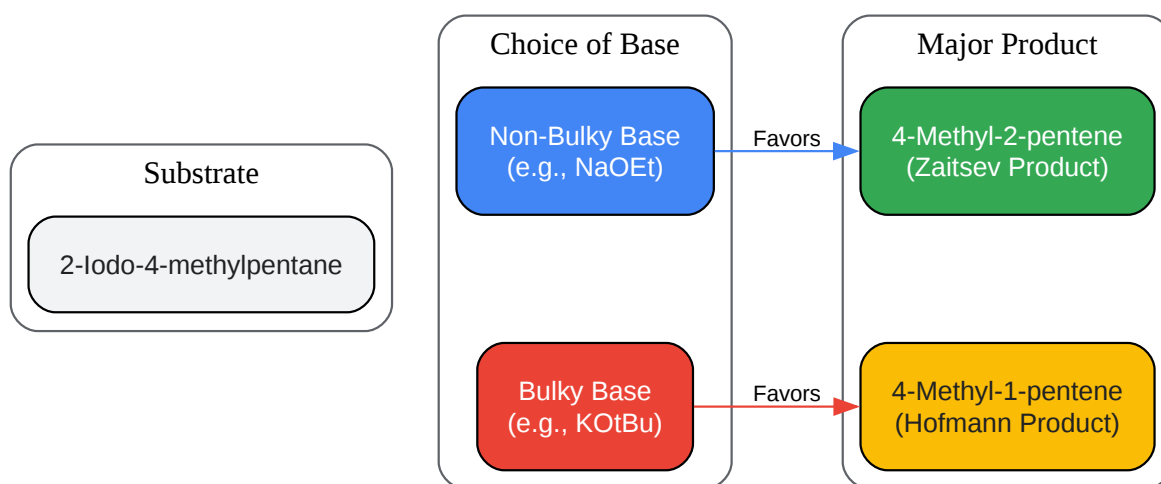 Substrate
2-Iodo-4-methylpentane
Choice of Base
Non-Bulky Base
(e.g., NaOEt)
Bulky Base
(e.g., KOtBu)
Favors
Favors
Major Product
4-Methyl-2-pentene
(Zaitsev Product)
4-Methyl-1-pentene
(Hofmann Product)